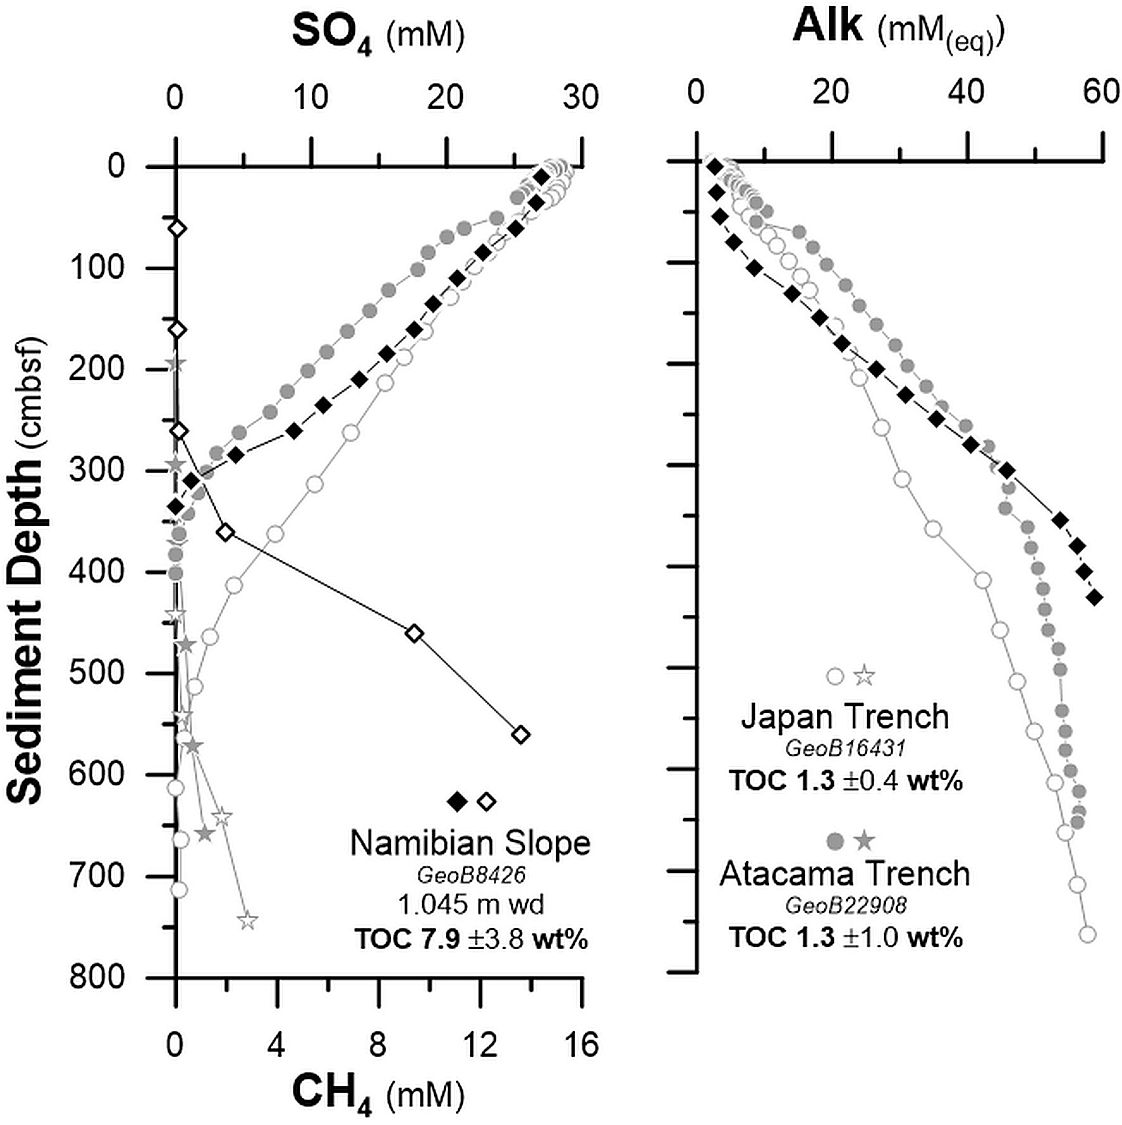 SO4 (mM)
0 10 20 30
Sediment Depth (cmbsf)
0
100
200
300
400
500
600
700
800
Namibian Slope
GeoB8426
1.045 m wd
TOC 7.9 ±3.8 wt%
0 4 8 12 16
CH4 (mM)
Alk (mM(eq))
0 20 40 60
Japan Trench
GeoB16431
TOC 1.3 ±0.4 wt%
Atacama Trench
GeoB22908
TOC 1.3 ±1.0 wt%